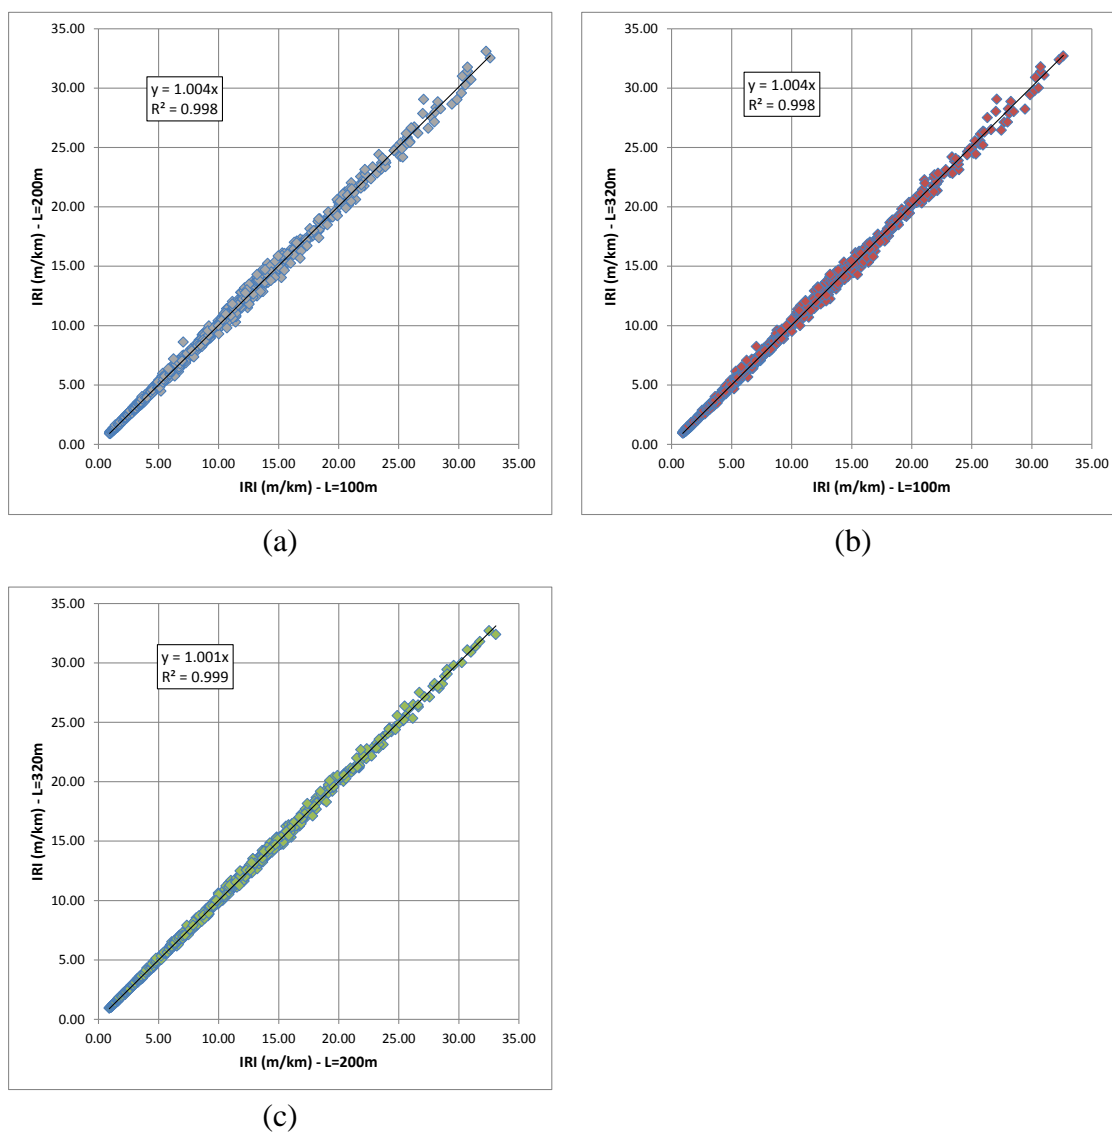 35.00
30.00
25.00
20.00
15.00
10.00
5.00
0.00
IRI (m/km) - L=200m
y = 1.004x
R² = 0.998
0.00 5.00 10.00 15.00 20.00 25.00 30.00 35.00
IRI (m/km) - L=100m
(a)
35.00
30.00
25.00
20.00
15.00
10.00
5.00
0.00
IRI (m/km) - L=320m
y = 1.004x
R² = 0.998
0.00 5.00 10.00 15.00 20.00 25.00 30.00 35.00
IRI (m/km) - L=100m
(b)
35.00
30.00
25.00
20.00
15.00
10.00
5.00
0.00
IRI (m/km) - L=320m
y = 1.001x
R² = 0.999
0.00 5.00 10.00 15.00 20.00 25.00 30.00 35.00
IRI (m/km) - L=200m
(c)